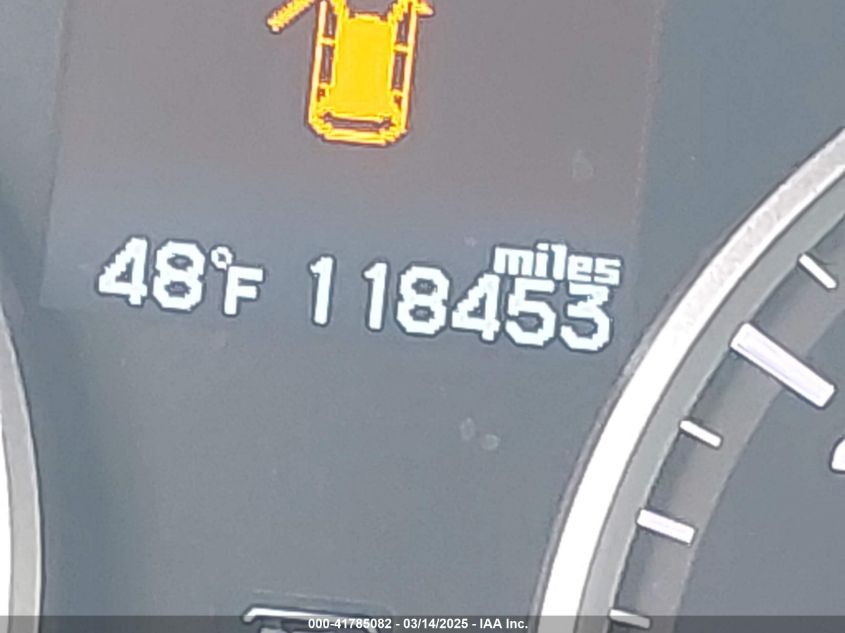 miles
48°F 118453
000-41785082 - 03/14/2025 - IAA Inc.